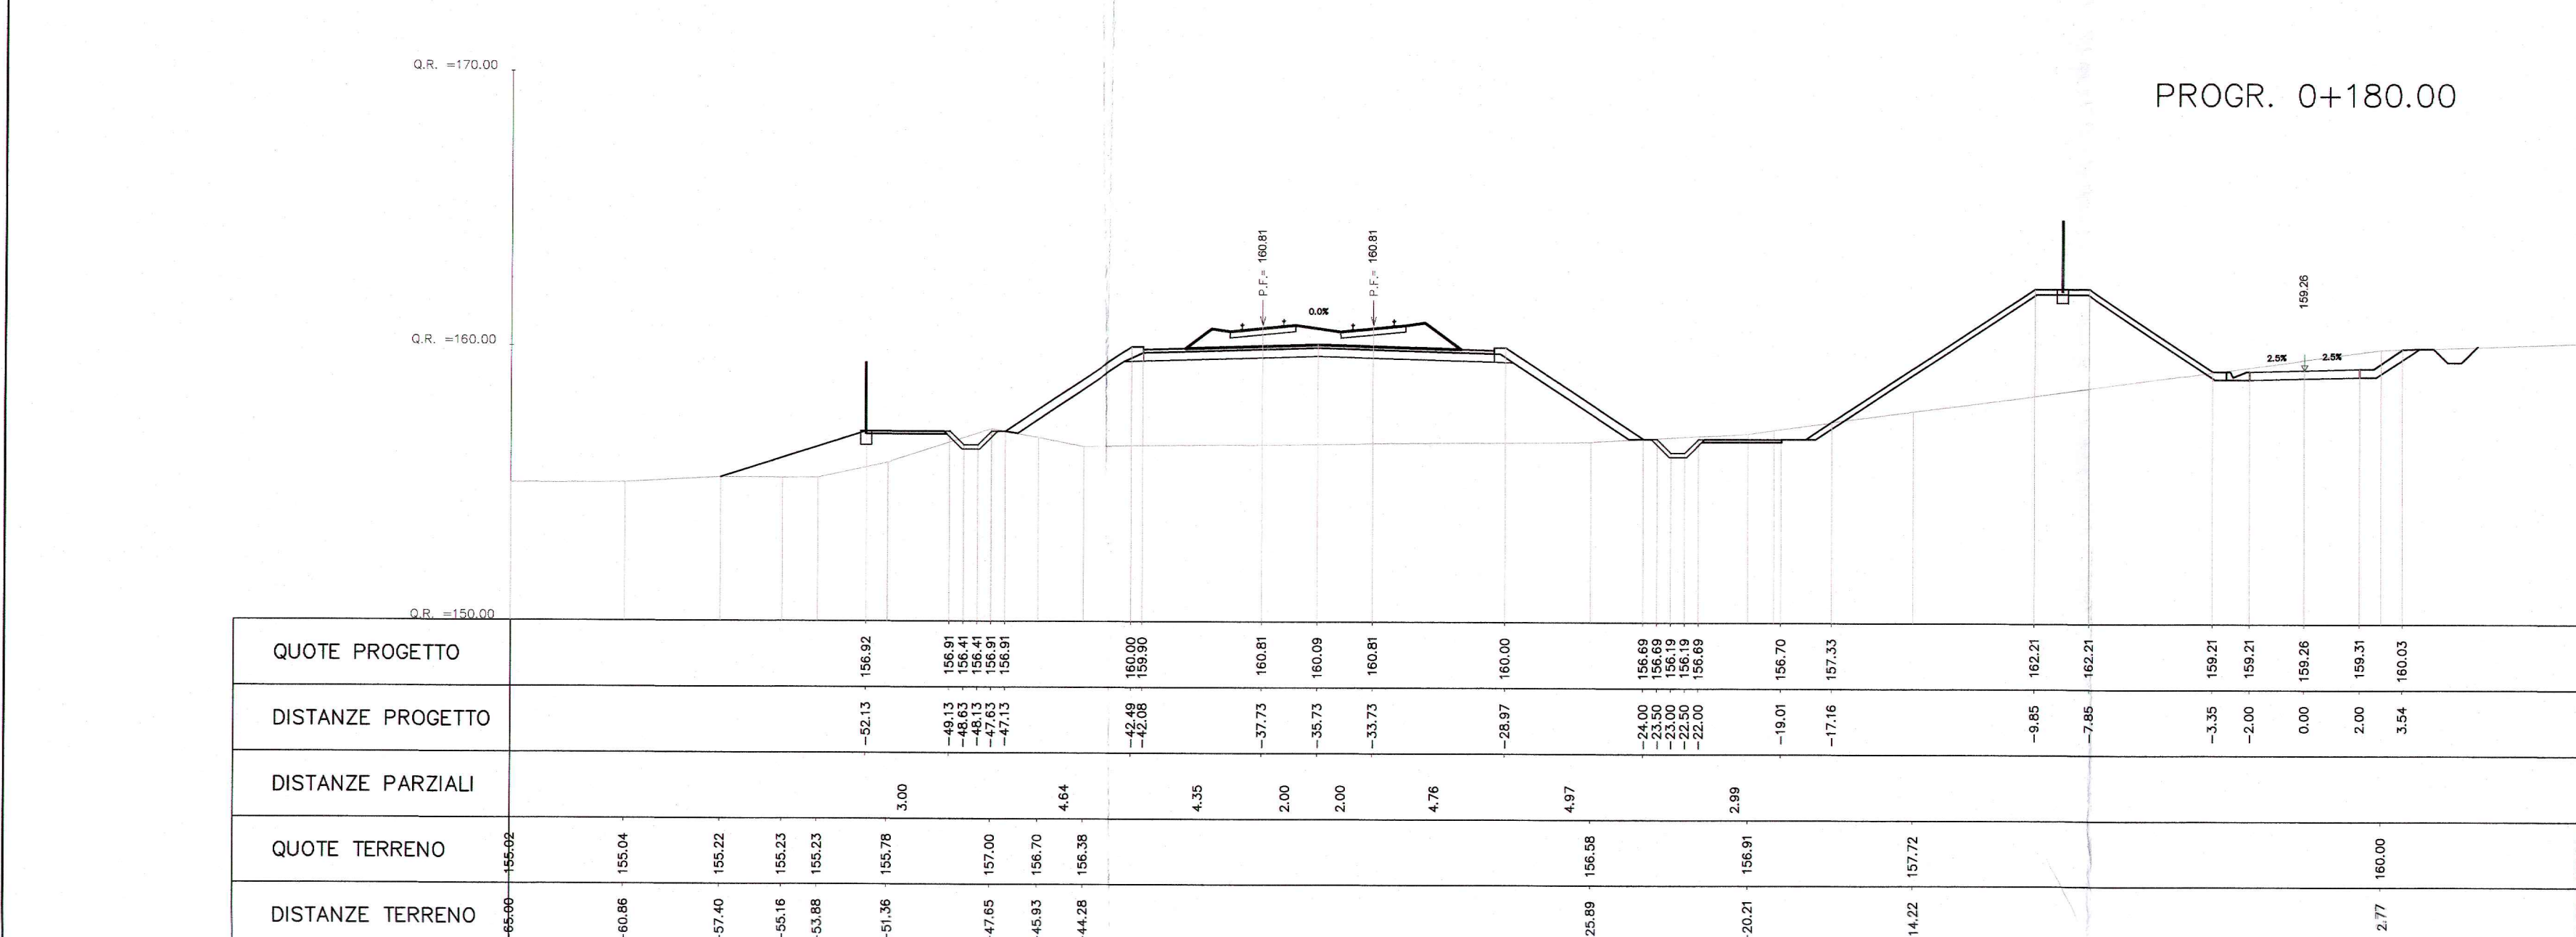 Q.R. =170.00
PROGR. 0+180.00
P.F.= 160.81
P.F.= 160.81
159.26
0.0%
Q.R. =160.00
2.5% 2.5%
Q.R. =150.00
QUOTE PROGETTO 156.92 156.91 156.41 156.41 156.91 156.91 160.00 159.90 160.81 160.09 160.81 160.00 156.69 156.69 156.19 156.19 156.69 156.70 157.33 162.21 162.21 159.21 159.21 159.26 159.31 160.03
DISTANZE PROGETTO -52.13 -49.13 -48.63 -48.13 -47.63 -47.13 -42.49 -42.08 -37.73 -35.73 -33.73 -28.97 -24.00 -23.50 -23.00 -22.50 -22.00 -19.01 -17.16 -9.85 -7.85 -3.35 -2.00 0.00 2.00 3.54
DISTANZE PARZIALI 3.00 4.64 4.35 2.00 2.00 4.76 4.97 2.99
QUOTE TERRENO 155.02 155.04 155.22 155.23 155.23 155.78 157.00 156.70 156.38 156.58 156.91 157.72 160.00
DISTANZE TERRENO -65.00 -60.86 -57.40 -55.16 -53.88 -51.36 -47.65 -45.93 -44.28 25.89 -20.21 14.22 2.77